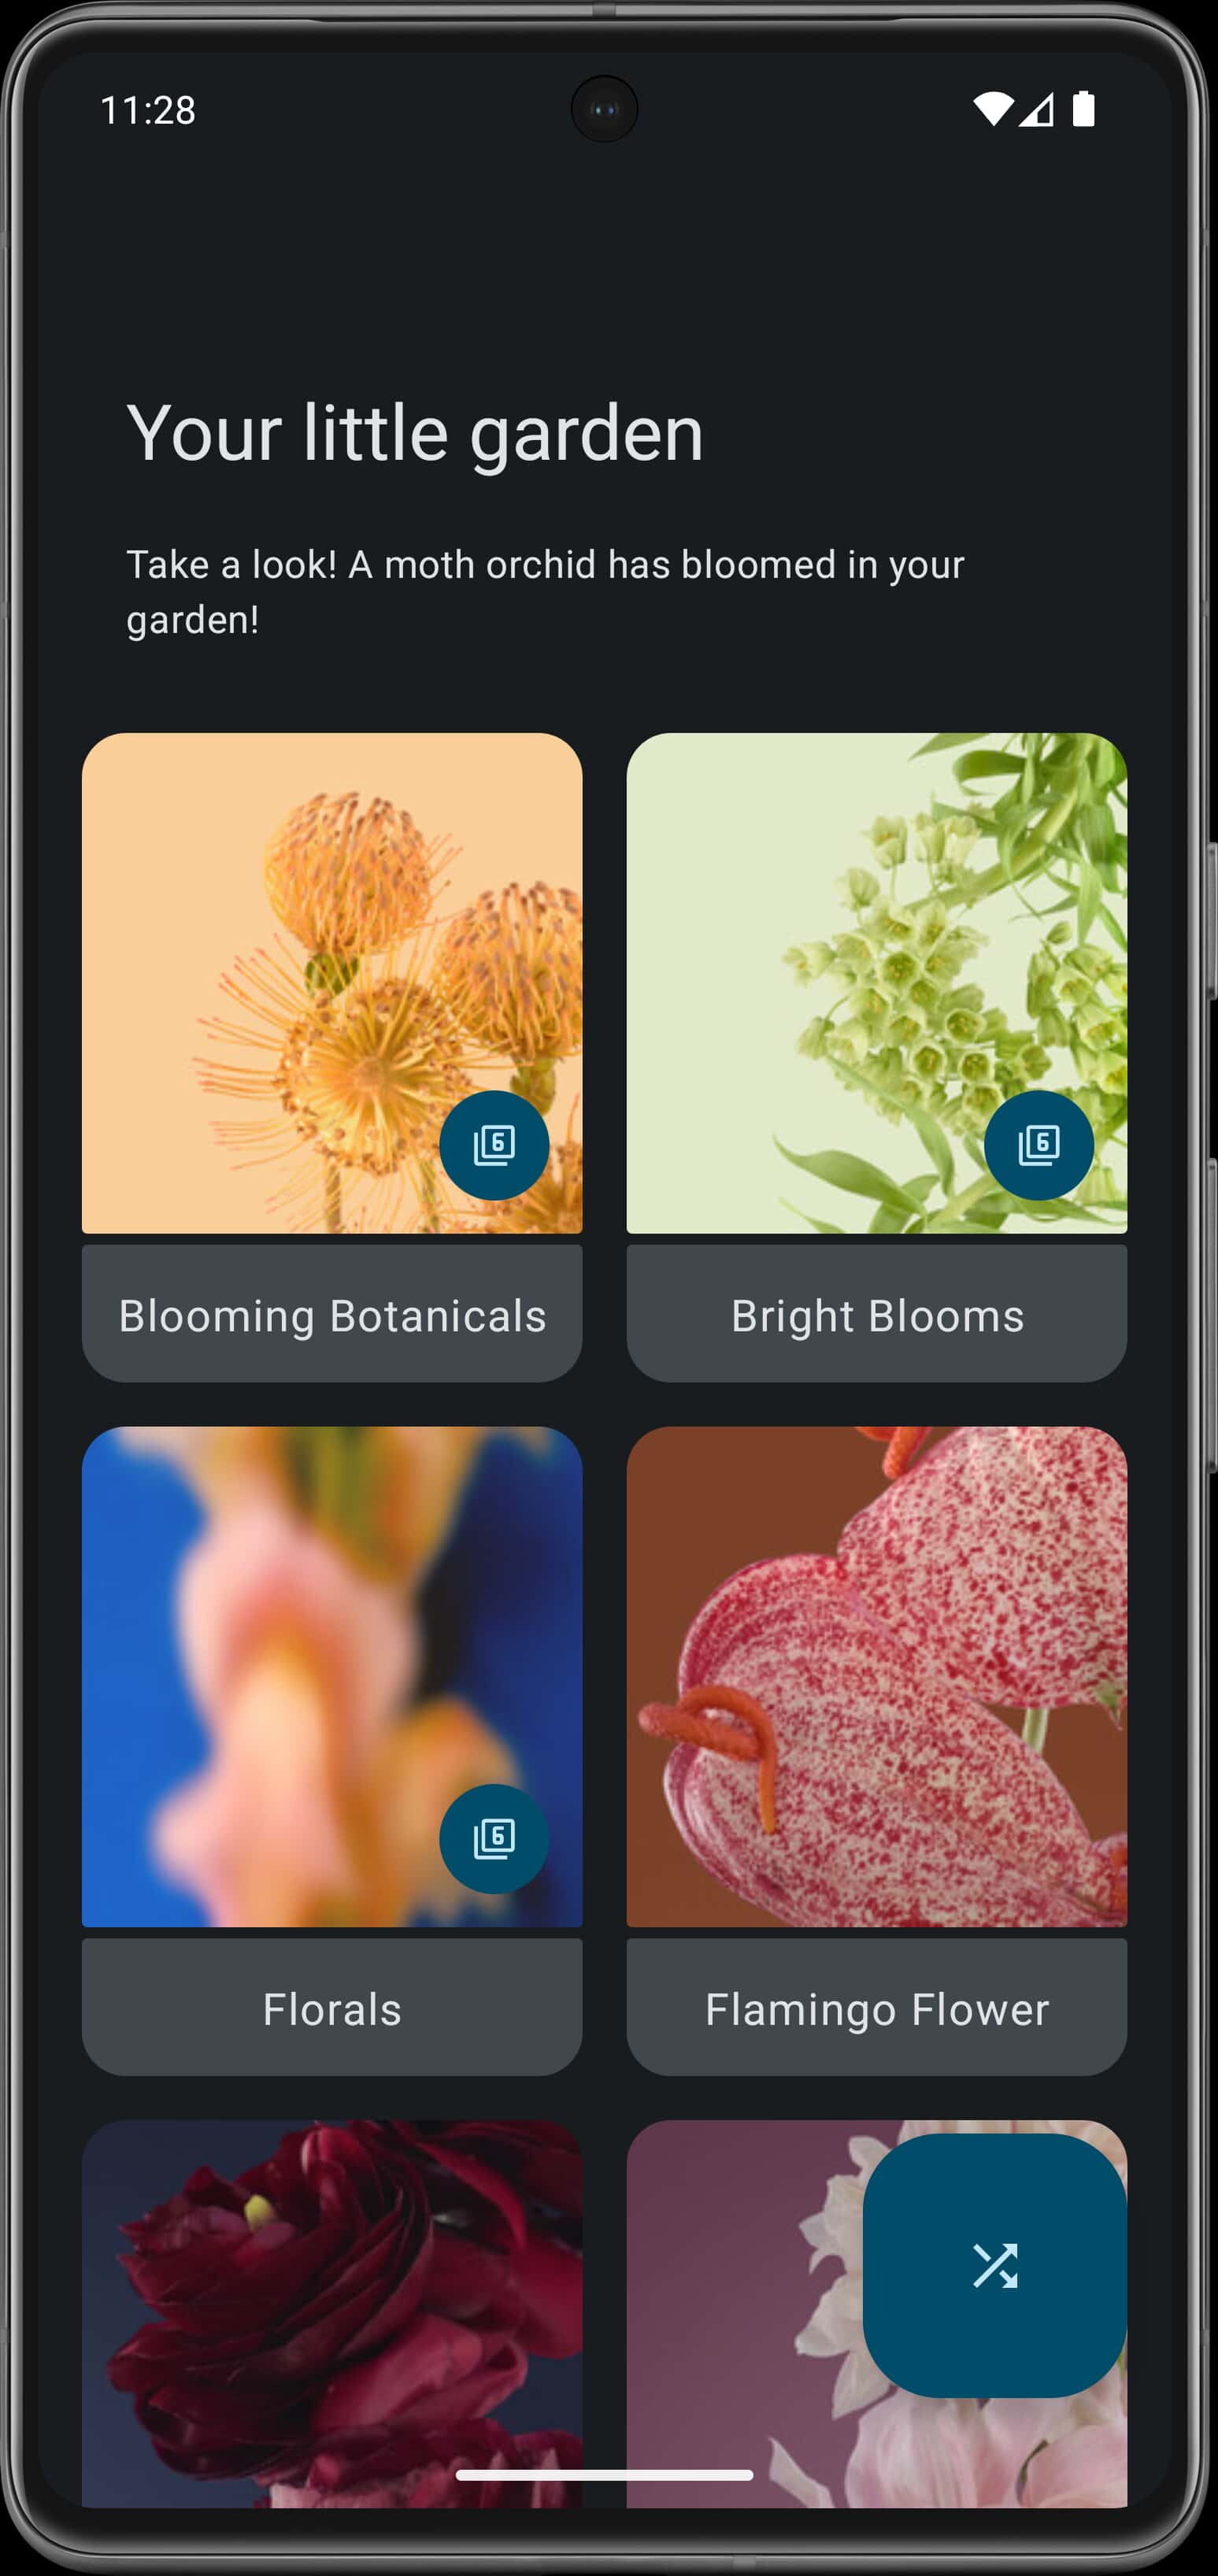 11:28
Your little garden
Take a look! A moth orchid has bloomed in your
garden!
6
6
Blooming Botanicals
Bright Blooms
6
Florals
Flamingo Flower